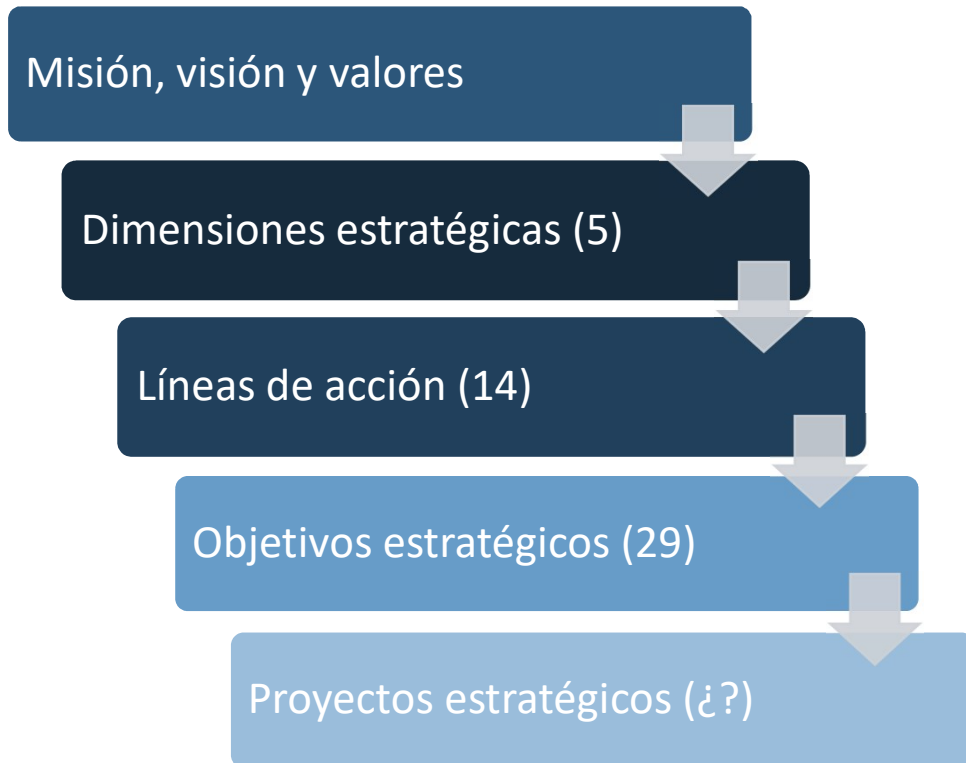 Misión, visión y valores
Dimensiones estratégicas (5)
Líneas de acción (14)
Objetivos estratégicos (29)
Proyectos estratégicos (¿?)